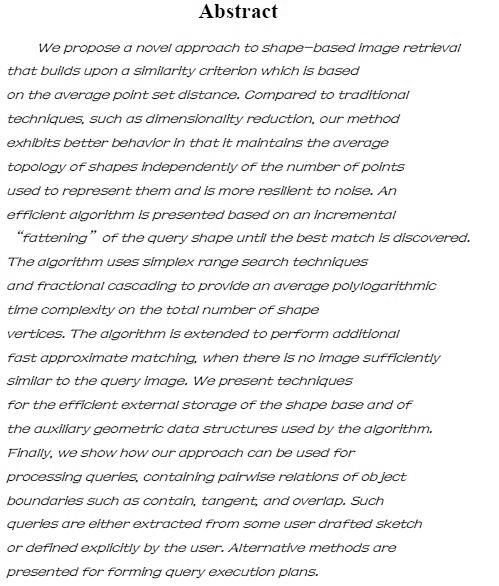 Abstract
We propose a novel approach to shape-based image retrieval
that builds upon a similarity criterion which is based
on the average point set distance. Compared to traditional
techniques, such as dimensionality reduction, our method
exhibits better behavior in that it maintains the average
topology of shapes independently of the number of points
used to represent them and is more resilient to noise. An
efficient algorithm is presented based on an incremental
“fattening” of the query shape until the best match is discovered.
The algorithm uses simplex range search techniques
and fractional cascading to provide an average polylogarithmic
time complexity on the total number of shape
vertices. The algorithm is extended to perform additional
fast approximate matching, when there is no image sufficiently
similar to the query image. We present techniques
for the efficient external storage of the shape base and of
the auxiliary geometric data structures used by the algorithm.
Finally, we show how our approach can be used for
processing queries, containing pairwise relations of object
boundaries such as contain, tangent, and overlap. Such
queries are either extracted from some user drafted sketch
or defined explicitly by the user. Alternative methods are
presented for forming query execution plans.